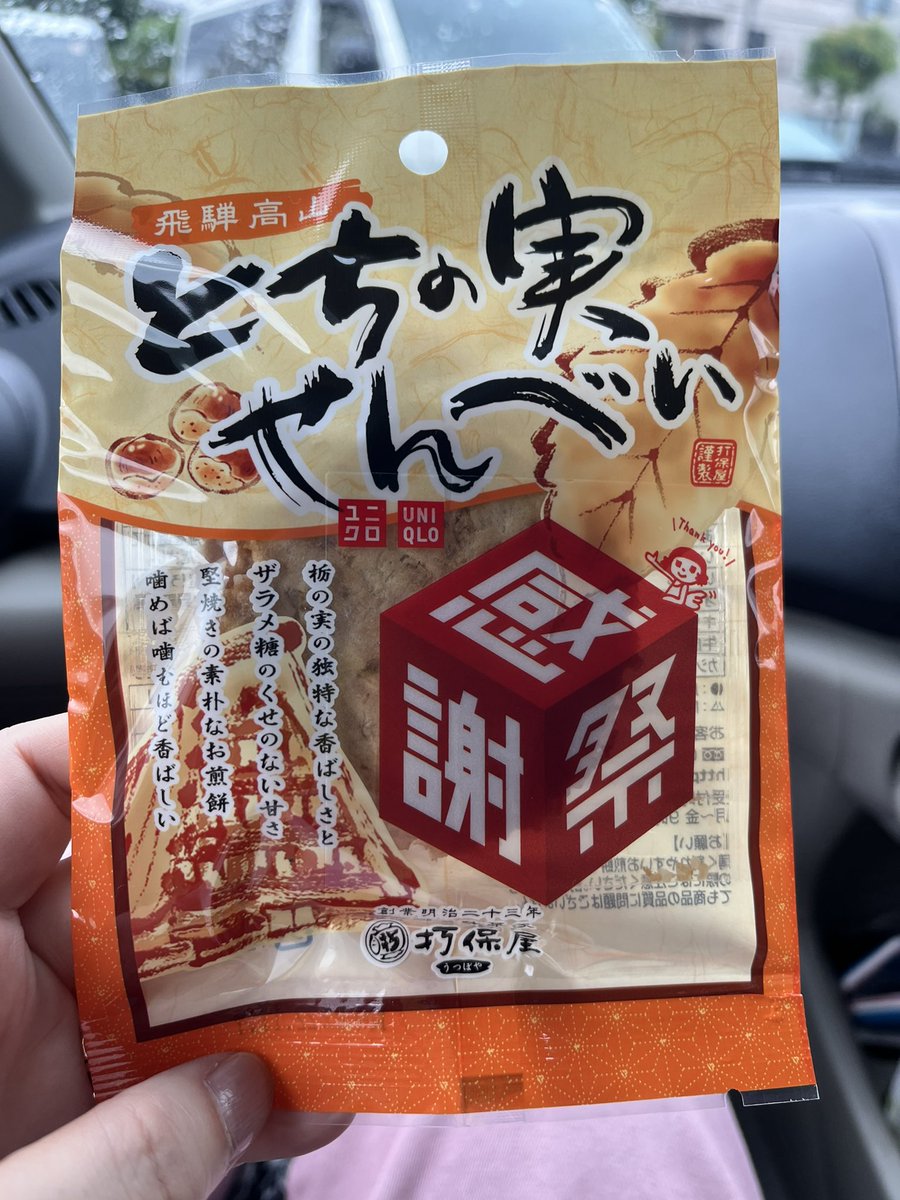 飛騨高山
とちの実
せんべい
打保屋
謹製
ユニ
クロ
UNI
QLO
Thank you!
感
謝
祭
栃の実の独特な香ばしさと
ザラメ糖のくせのない甘さ
堅焼きの素朴なお煎餅
噛めば噛むほど香ばしい
創業明治二十三年
打保屋
うつぼや